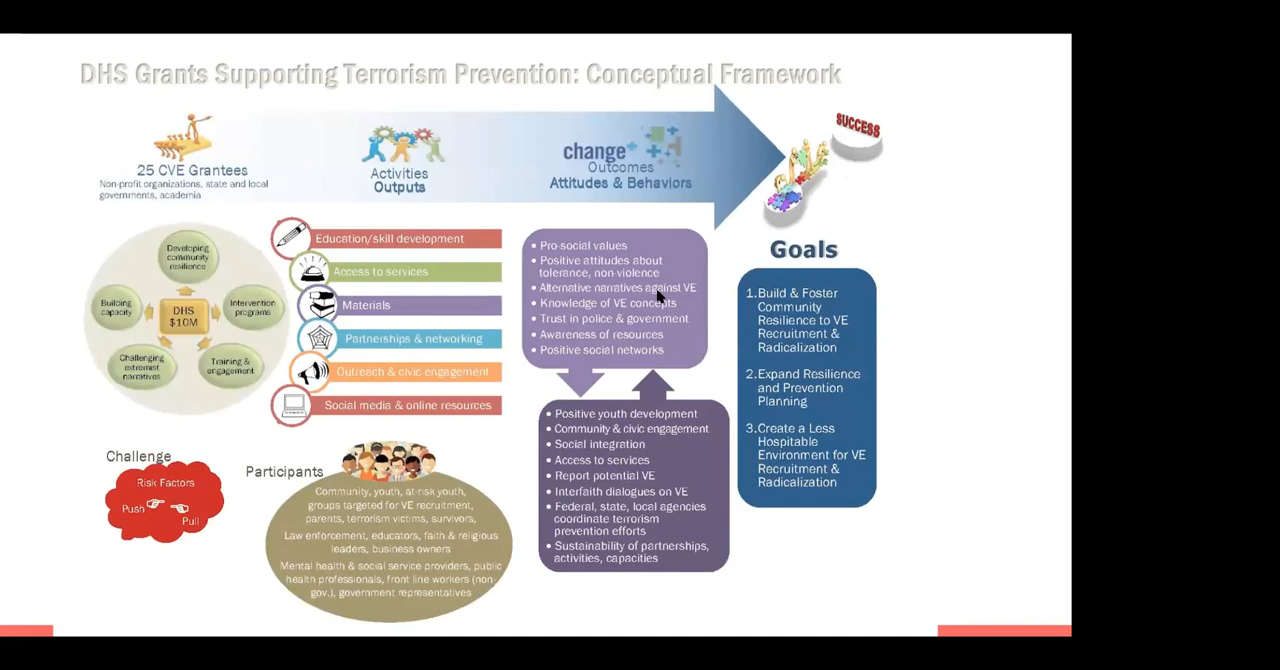 DHS Grants Supporting Terrorism Prevention: Conceptual Framework
25 CVE Grantees
Non-profit organizations, state and local
governments, academia
Activities
Outputs
change
Outcomes
Attitudes & Behaviors
SUCCESS
Developing
community
resilience
Building
capacity
DHS
$10M
Intervention
programs
Challenging
extremist
narratives
Training &
engagement
Education/skill development
Access to services
Materials
Partnerships & networking
Outreach & civic engagement
Social media & online resources
• Pro-social values
• Positive attitudes about
tolerance, non-violence
• Alternative narratives against VE
• Knowledge of VE concepts
• Trust in police & government
• Awareness of resources
• Positive social networks
• Positive youth development
• Community & civic engagement
• Social integration
• Access to services
• Report potential VE
• Interfaith dialogues on VE
• Federal, state, local agencies
coordinate terrorism
prevention efforts
• Sustainability of partnerships,
activities, capacities
Goals
1.Build & Foster
Community
Resilience to VE
Recruitment &
Radicalization
2.Expand Resilience
and Prevention
Planning
3.Create a Less
Hospitable
Environment for VE
Recruitment &
Radicalization
Challenge
Risk Factors
Push
Pull
Participants
Community, youth, at-risk youth,
groups targeted for VE recruitment,
parents, terrorism victims, survivors,
Law enforcement, educators, faith & religious
leaders, business owners
Mental health & social service providers, public
health professionals, front line workers (non-
gov.), government representatives